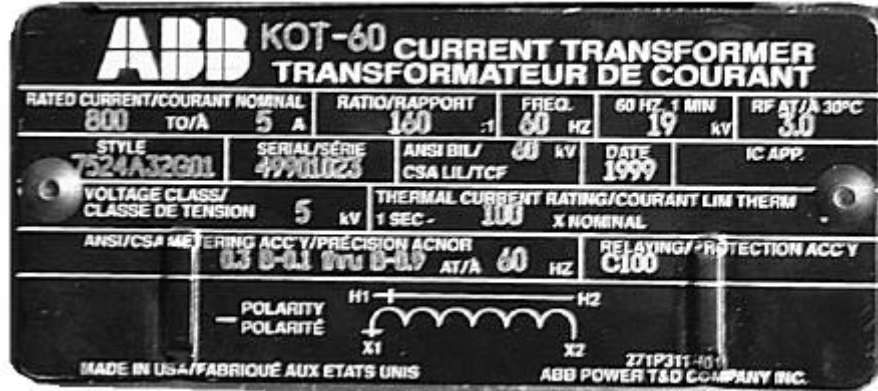 ABB KOT-60 CURRENT TRANSFORMER
TRANSFORMATEUR DE COURANT
RATED CURRENT/COURANT NOMINAL RATIO/RAPPORT FREQ. 60 HZ, 1 MIN RF AT/À 30°C
800 TO/À 5 A 160 :1 60 HZ 19 kV 3.0
STYLE SERIAL/SÉRIE ANSI BIL/ 60 kV DATE IC APP.
7524A32G01 49901023 CSA LIL/TCF 1999
VOLTAGE CLASS/ THERMAL CURRENT RATING/COURANT LIM THERM
CLASSE DE TENSION 5 kV 1 SEC- 100 X NOMINAL
ANSI/CSA METERING ACC'Y/PRÉCISION ACNOR RELAYING/PROTECTION ACC'Y
0.3 B-0.1 thru B-0.9 AT/À 60 HZ C100
H1 H2
POLARITY
POLARITÉ
X1 X2
271P311
MADE IN USA/FABRIQUÉ AUX ETATS UNIS ABB POWER T&D COMPANY INC.